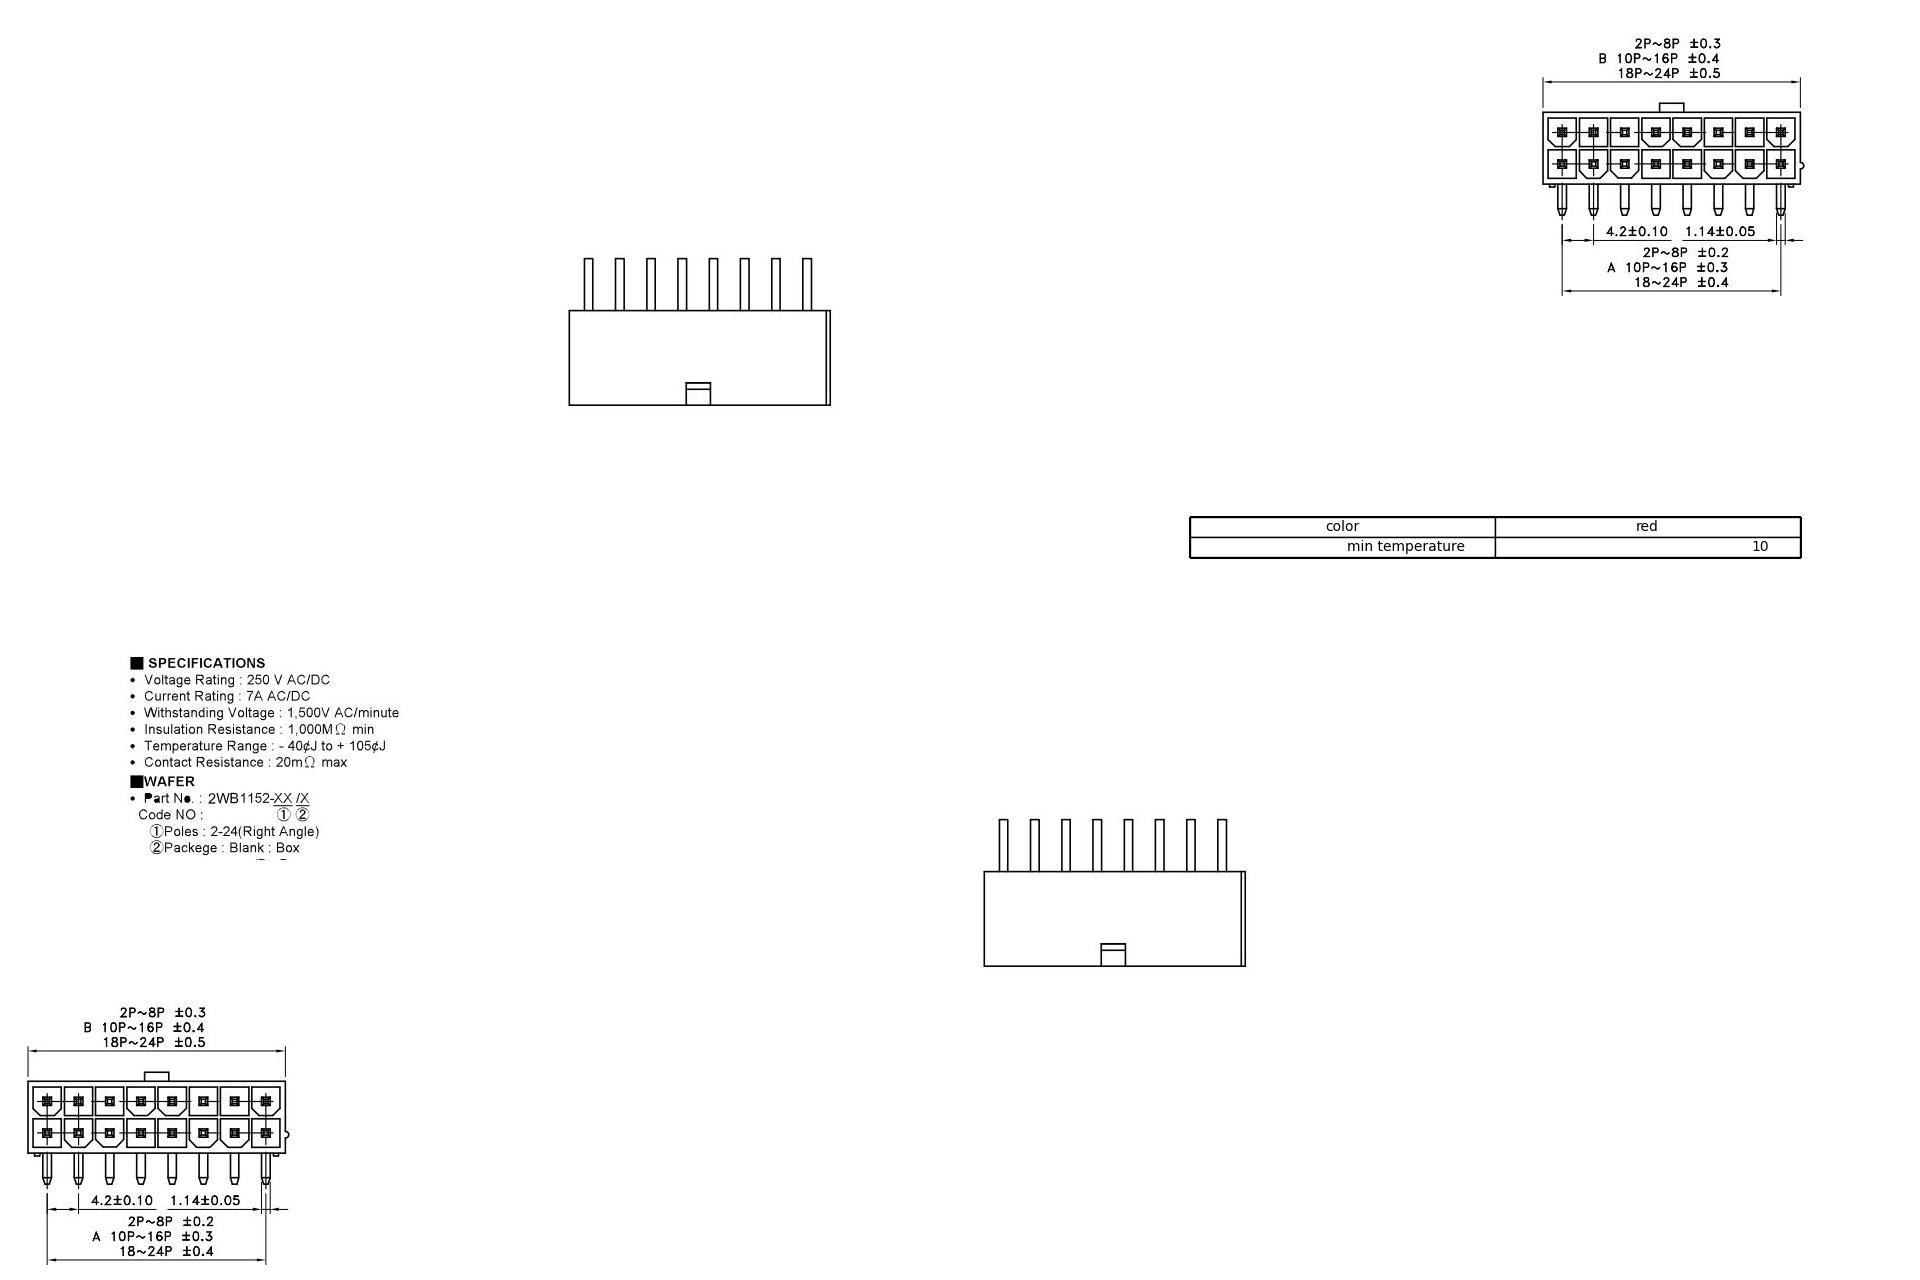 2P~8P ±0.3
B 10P~16P ±0.4
18P~24P ±0.5
4.2±0.10 1.14±0.05
2P~8P ±0.2
A 10P~16P ±0.3
18~24P ±0.4
color red
min temperature 10
■ SPECIFICATIONS
• Voltage Rating : 250 V AC/DC
• Current Rating : 7A AC/DC
• Withstanding Voltage : 1,500V AC/minute
• Insulation Resistance : 1,000MΩ min
• Temperature Range : - 40¢J to + 105¢J
• Contact Resistance : 20mΩ max
■WAFER
• Part No. : 2WB1152-XX /X
Code NO : ① ②
①Poles : 2-24(Right Angle)
②Packege : Blank : Box
2P~8P ±0.3
B 10P~16P ±0.4
18P~24P ±0.5
4.2±0.10 1.14±0.05
2P~8P ±0.2
A 10P~16P ±0.3
18~24P ±0.4